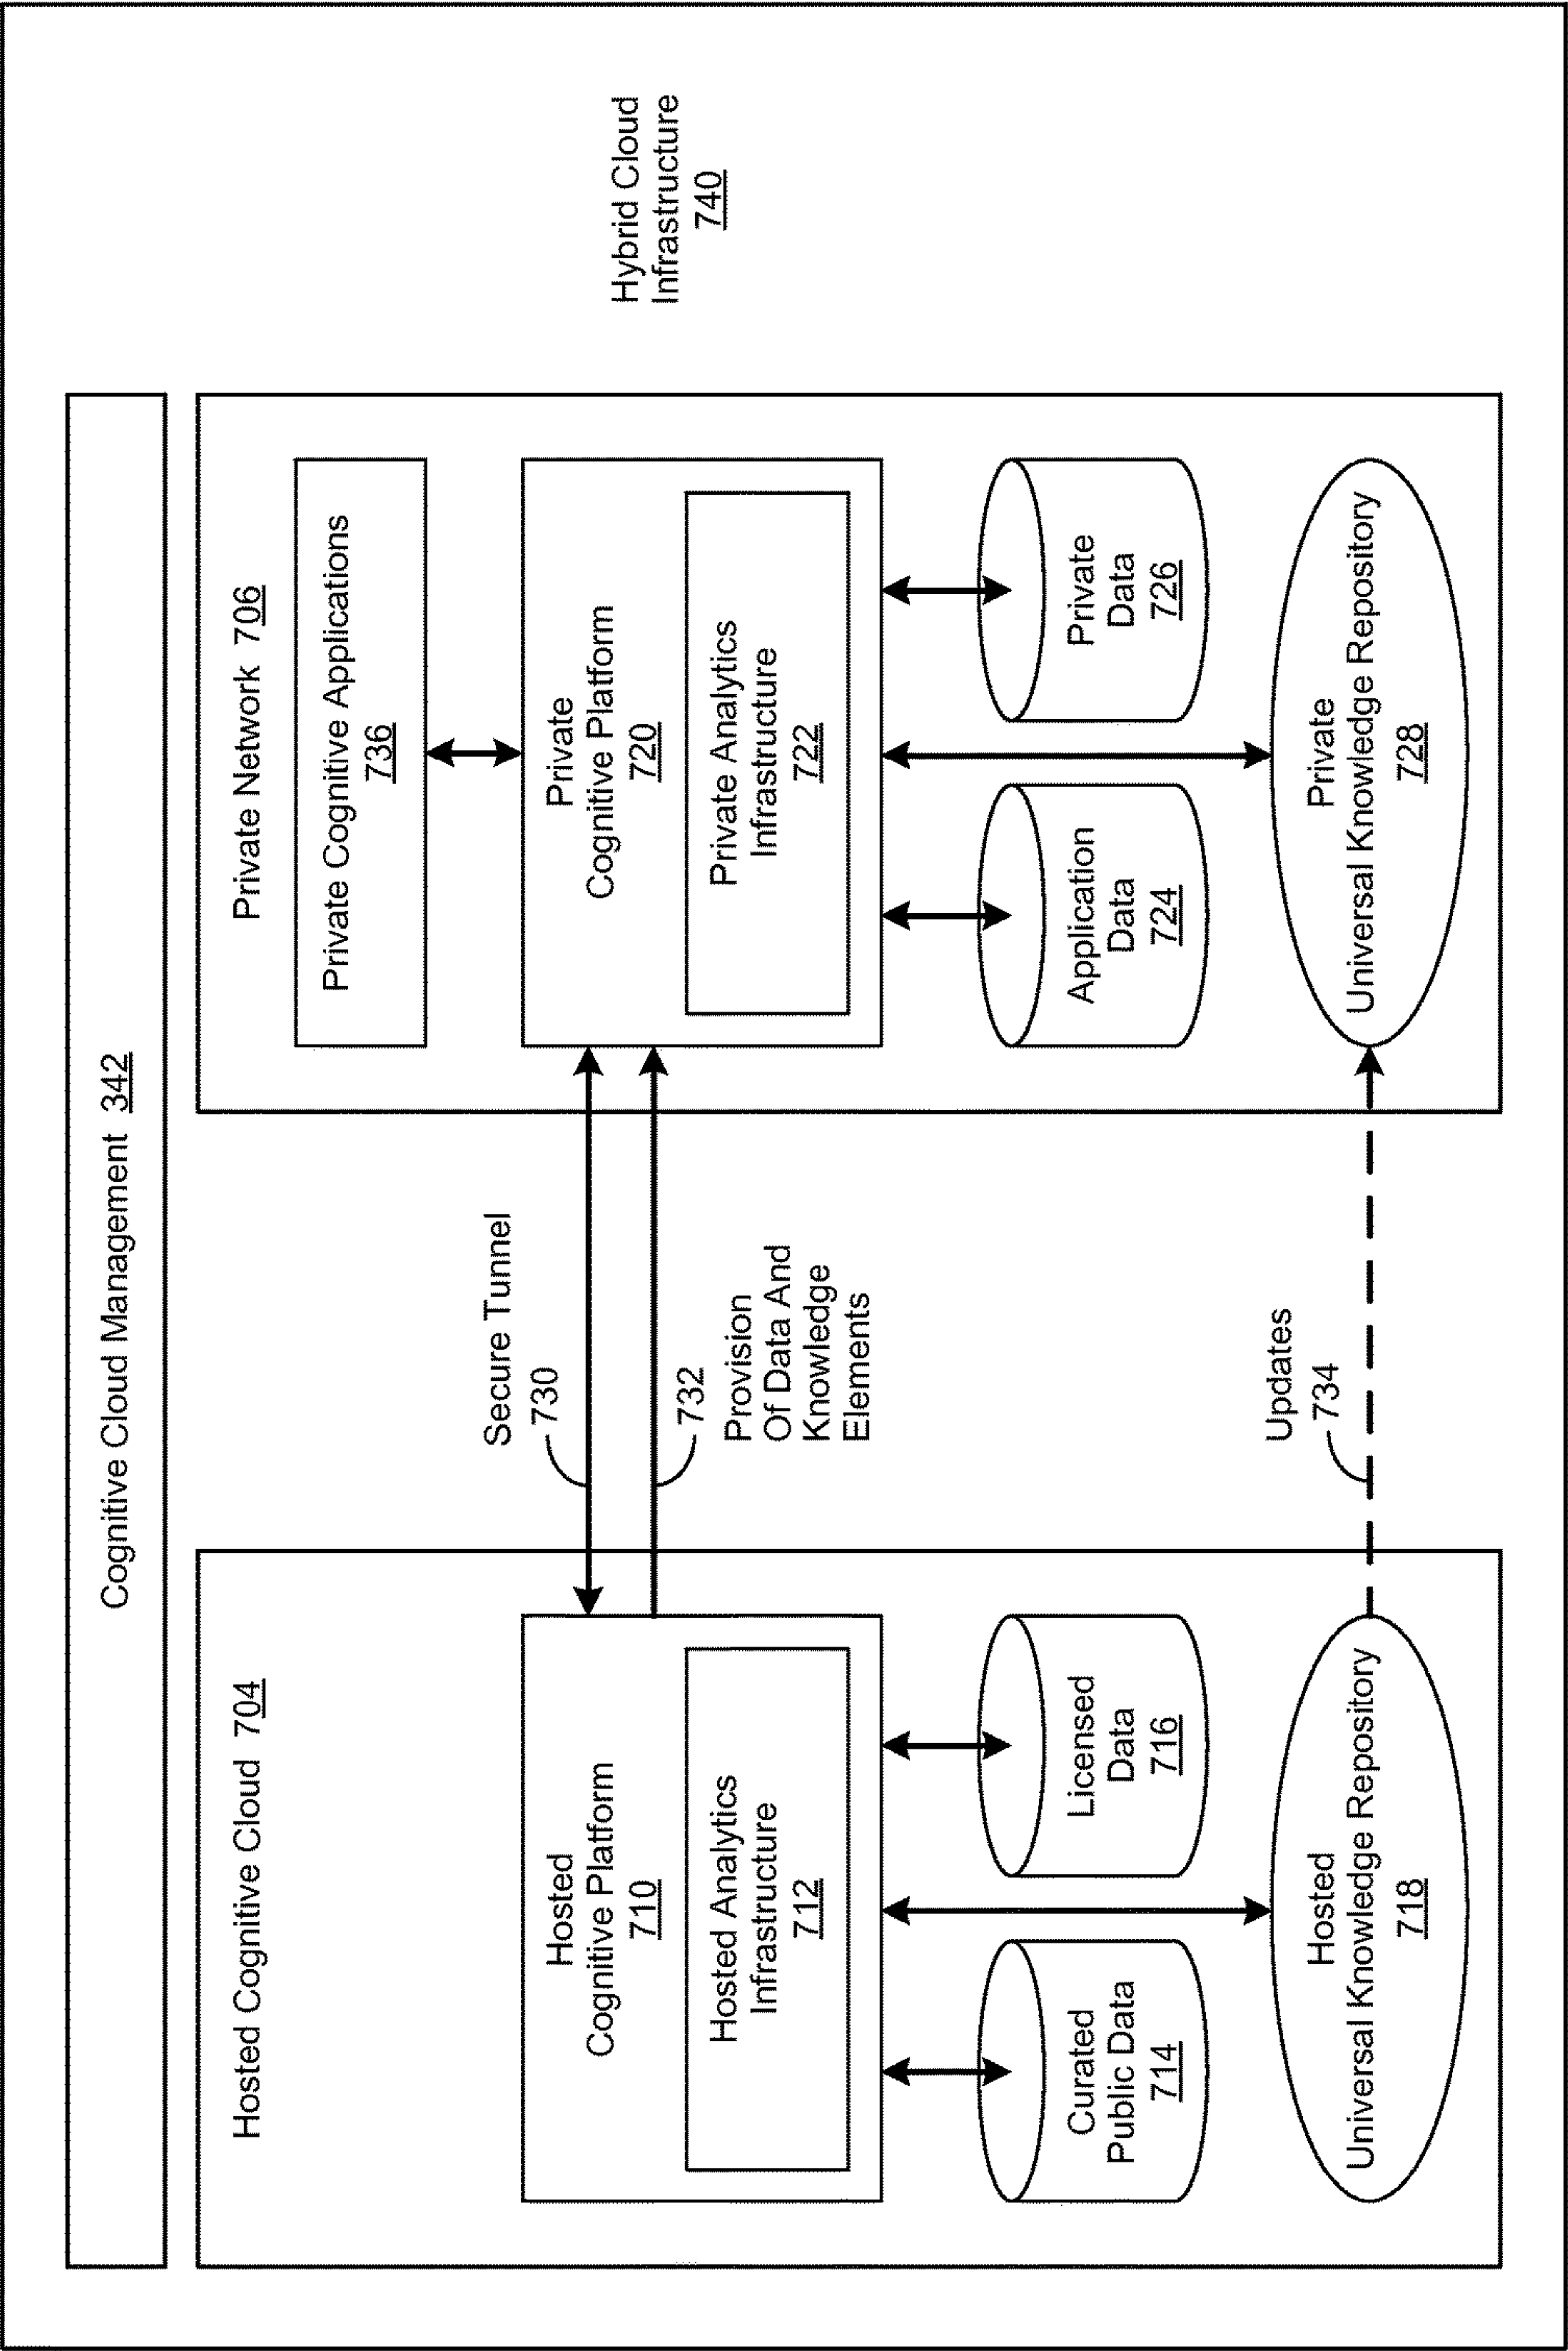 Cognitive Cloud Management 342
Hosted Cognitive Cloud 704
Hosted
Cognitive Platform
710
Hosted Analytics
Infrastructure
712
Curated
Public Data
714
Licensed
Data
716
Hosted
Universal Knowledge Repository
718
Secure Tunnel
730
732
Provision
Of Data And
Knowledge
Elements
Updates
734
Private Network 706
Private Cognitive Applications
736
Private
Cognitive Platform
720
Private Analytics
Infrastructure
722
Application
Data
724
Private
Data
726
Private
Universal Knowledge Repository
728
Hybrid Cloud
Infrastructure
740